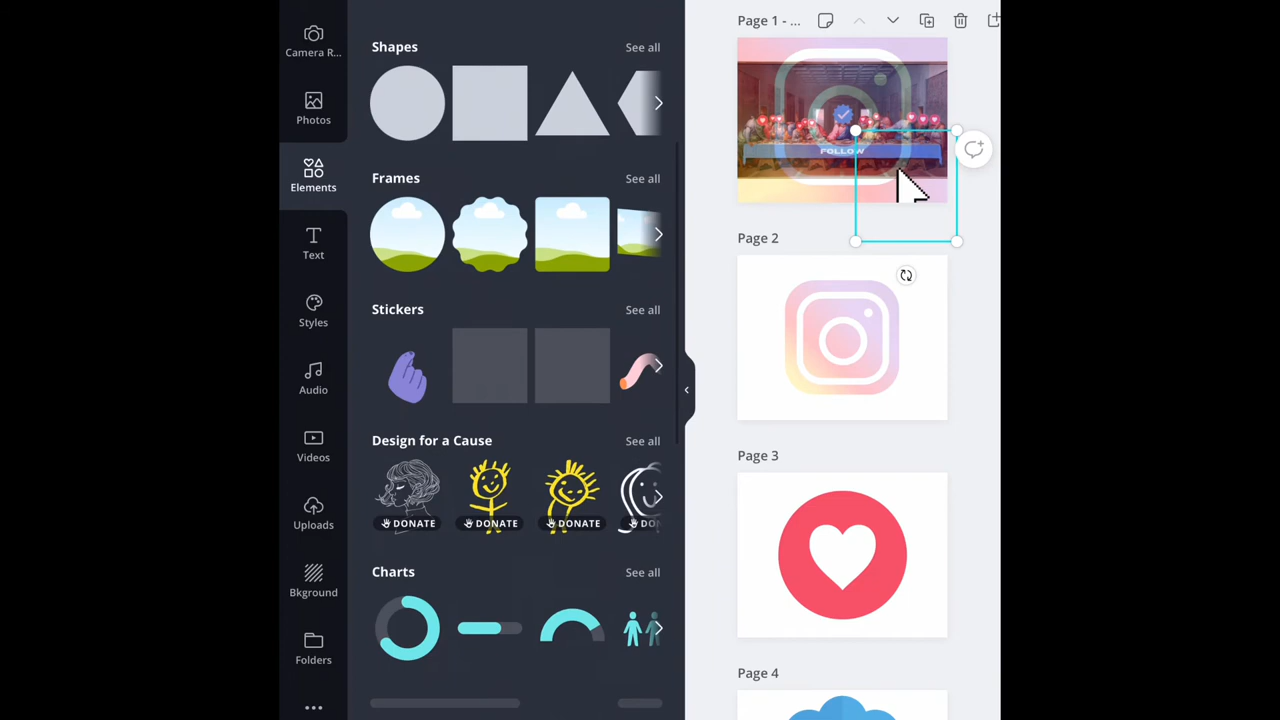 Camera R...
Photos
Elements
Text
Styles
Audio
Videos
Uploads
Bkground
Folders
Shapes
See all
Frames
See all
Stickers
See all
Design for a Cause
See all
DONATE
DONATE
DONATE
DON
Charts
See all
Page 1 - ...
FOLLOW
Page 2
Page 3
Page 4